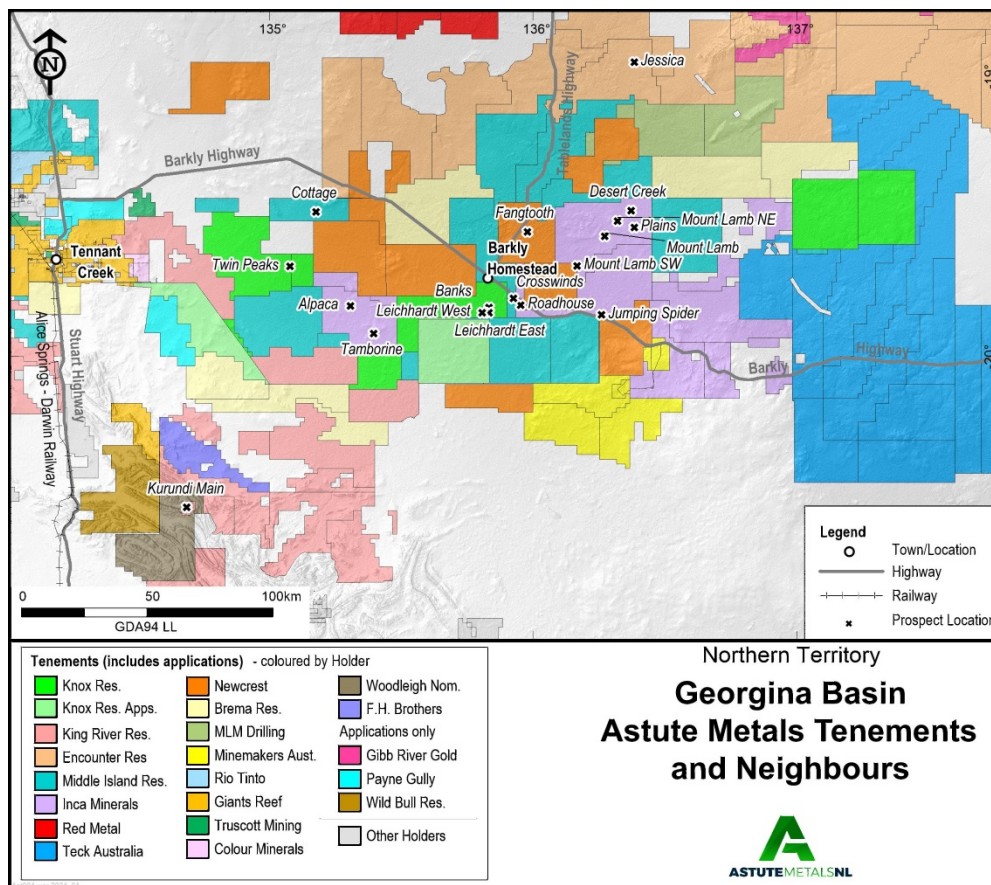 135°
136°
137°
-19°
-20°
N
Jessica
Tablelands Highway
Barkly Highway
Cottage
Desert Creek
Fangtooth
Mount Lamb NE
Plains
Barkly
Homestead
Mount Lamb
Mount Lamb SW
Tennant
Creek
Twin Peaks
Crosswinds
Banks
Roadhouse
Alpaca
Leichhardt West
Jumping Spider
Leichhardt East
Tamborine
Highway
Barkly
Stuart Highway
Alice Springs - Darwin Railway
Kurundi Main
0 50 100km
GDA94 LL
Legend
Town/Location
Highway
Railway
Prospect Location
Tenements (includes applications) - coloured by Holder
Knox Res.
Knox Res. Apps.
King River Res.
Encounter Res
Middle Island Res.
Inca Minerals
Red Metal
Teck Australia
Newcrest
Brema Res.
MLM Drilling
Minemakers Aust.
Rio Tinto
Giants Reef
Truscott Mining
Colour Minerals
Woodleigh Nom.
F.H. Brothers
Applications only
Gibb River Gold
Payne Gully
Wild Bull Res.
Other Holders
Northern Territory
Georgina Basin
Astute Metals Tenements
and Neighbours
ASTUTEMETALSNL